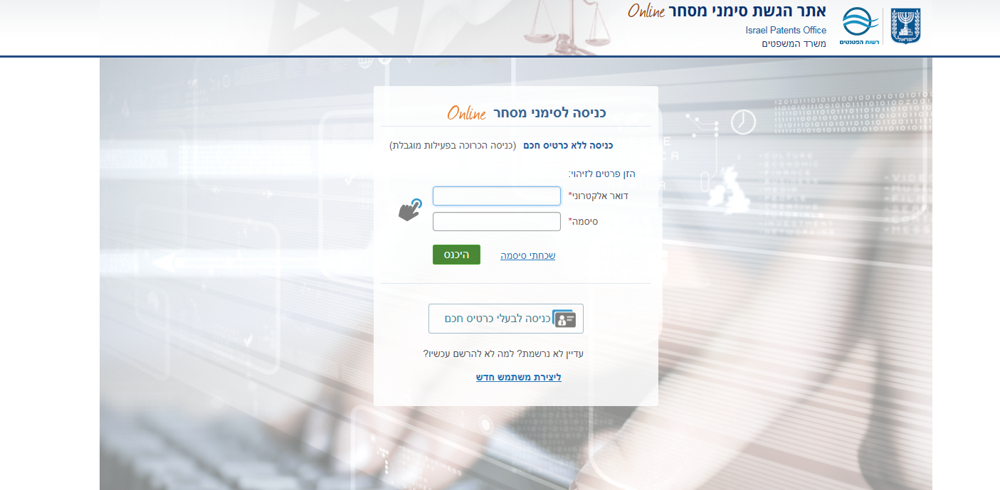 אתר הגשת סימני מסחר Online
Israel Patents Office
משרד המשפטים
רשות הפטנטים
כניסה לסימני מסחר Online
כניסה ללא כרטיס חכם (כניסה הכרוכה בפעילות מוגבלת)
הזן פרטים לזיהוי:
דואר אלקטרוני*
סיסמה*
שכחתי סיסמה
היכנס
כניסה לבעלי כרטיס חכם
עדיין לא נרשמת? למה לא להרשם עכשיו?
ליצירת משתמש חדש